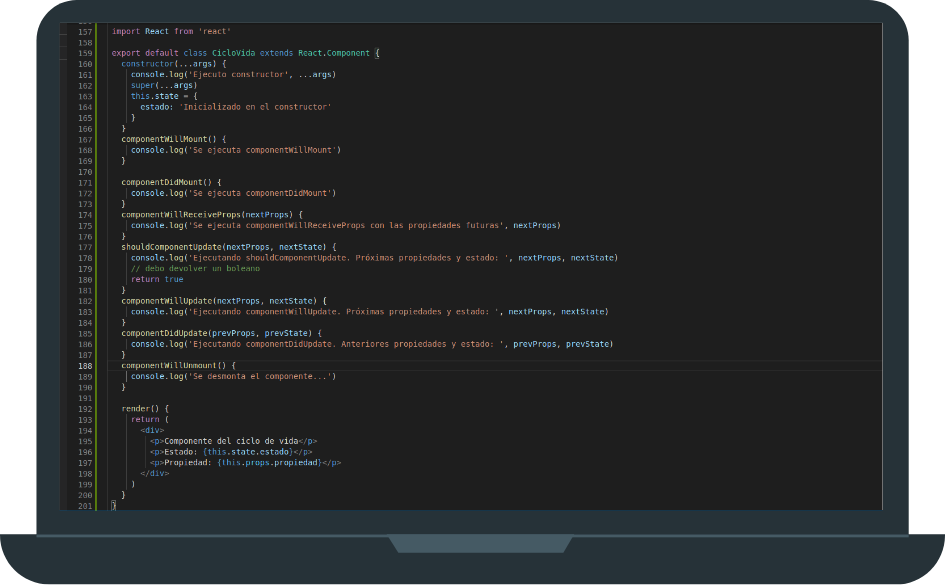 157 import React from 'react'
158
159 export default class CicloVida extends React.Component {
160 constructor(...args) {
161 console.log('Ejecuto constructor', ...args)
162 super(...args)
163 this.state = {
164 estado: 'Inicializado en el constructor'
165 }
166 }
167 componentWillMount() {
168 console.log('Se ejecuta componentWillMount')
169 }
170
171 componentDidMount() {
172 console.log('Se ejecuta componentDidMount')
173 }
174 componentWillReceiveProps(nextProps) {
175 console.log('Se ejecuta componentWillReceiveProps con las propiedades futuras', nextProps)
176 }
177 shouldComponentUpdate(nextProps, nextState) {
178 console.log('Ejecutando shouldComponentUpdate. Próximas propiedades y estado: ', nextProps, nextState)
179 // debo devolver un boleano
180 return true
181 }
182 componentWillUpdate(nextProps, nextState) {
183 console.log('Ejecutando componentWillUpdate. Próximas propiedades y estado: ', nextProps, nextState)
184 }
185 componentDidUpdate(prevProps, prevState) {
186 console.log('Ejecutando componentDidUpdate. Anteriores propiedades y estado: ', prevProps, prevState)
187 }
188 componentWillUnmount() {
189 console.log('Se desmonta el componente...')
190 }
191
192 render() {
193 return (
194 <div>
195 <p>Componente del ciclo de vida</p>
196 <p>Estado: {this.state.estado}</p>
197 <p>Propiedad: {this.props.propiedad}</p>
198 </div>
199 )
200 }
201 }